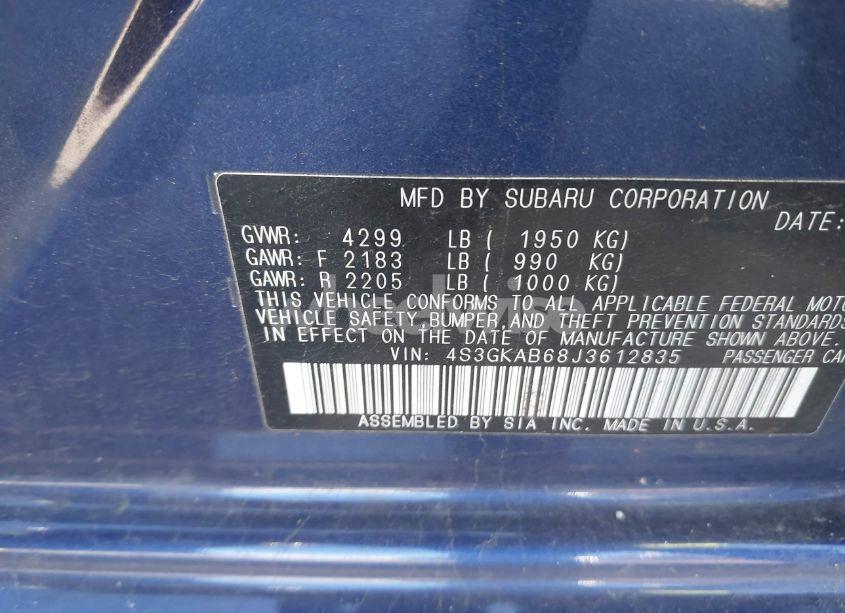 MFD BY SUBARU CORPORATION
DATE:
GVWR: 4299 LB ( 1950 KG)
GAWR: F 2183 LB ( 990 KG)
GAWR: R 2205 LB ( 1000 KG)
THIS VEHICLE CONFORMS TO ALL APPLICABLE FEDERAL MOTO
VEHICLE SAFETY,BUMPER,AND THEFT PREVENTION STANDARDS
IN EFFECT ON THE DATE OF MANUFACTURE SHOWN ABOVE.
VIN: 4S3GKAB68J3612835 PASSENGER CAR
ASSEMBLED BY SIA INC. MADE IN U.S.A.